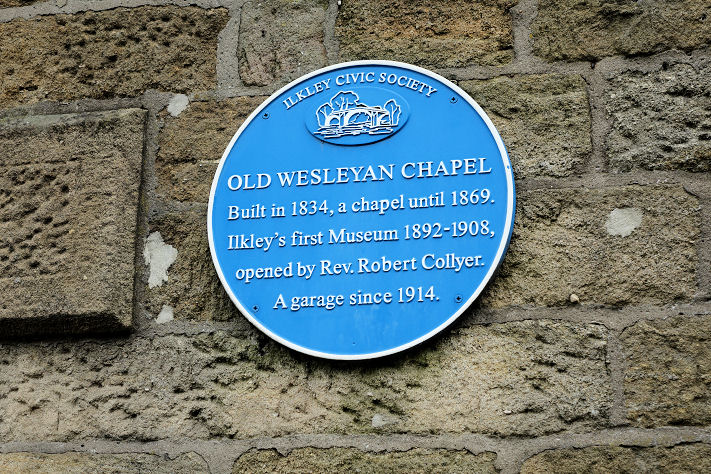 ILKLEY CIVIC SOCIETY
OLD WESLEYAN CHAPEL
Built in 1834, a chapel until 1869.
Ilkley's first Museum 1892-1908,
opened by Rev. Robert Collyer.
A garage since 1914.